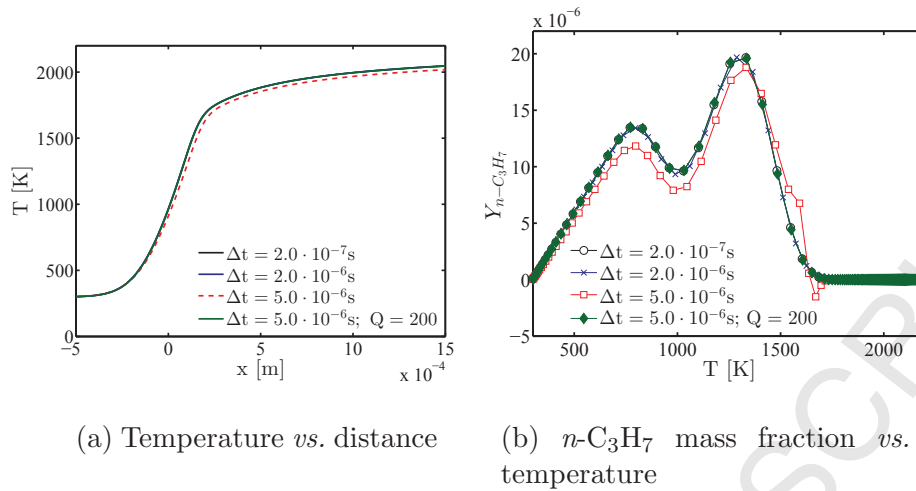 2000
1500
1000
500
0
T [K]
−5
0
5
10
15
x [m]
x 10⁻⁴
Δt = 2.0 · 10⁻⁷s
Δt = 2.0 · 10⁻⁶s
Δt = 5.0 · 10⁻⁶s
Δt = 5.0 · 10⁻⁶s; Q = 200
(a) Temperature vs. distance
x 10⁻⁶
20
15
10
5
0
−5
Yₙ₋C₃H₇
500
1000
1500
2000
T [K]
Δt = 2.0 · 10⁻⁷s
Δt = 2.0 · 10⁻⁶s
Δt = 5.0 · 10⁻⁶s
Δt = 5.0 · 10⁻⁶s; Q = 200
(b) n-C₃H₇ mass fraction vs.
temperature
SCRI